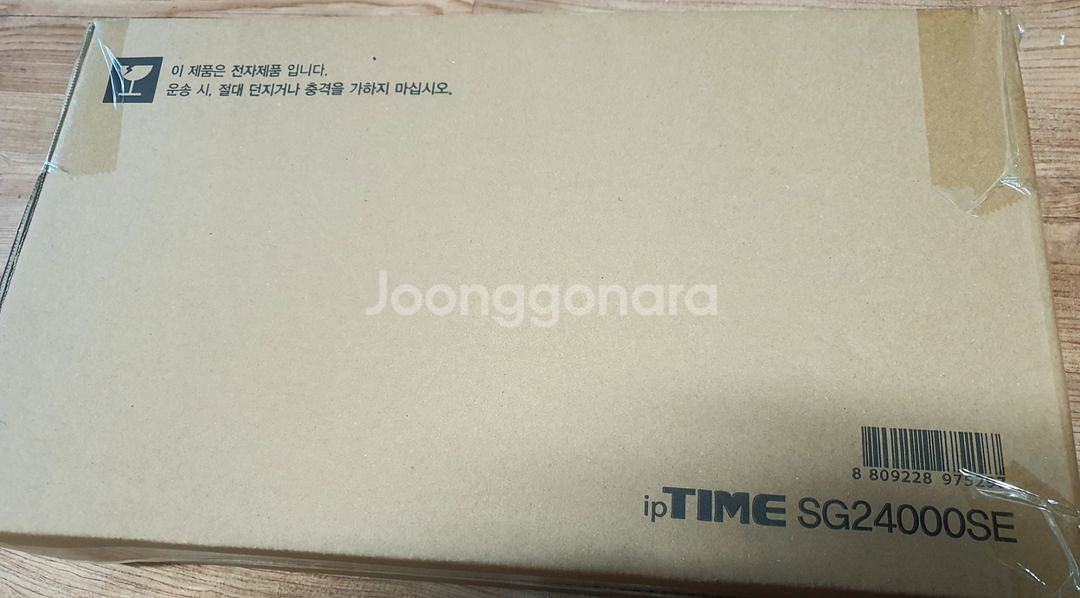 이 제품은 전자제품 입니다.
운송 시, 절대 던지거나 충격을 가하지 마십시오.
Joonggonara
8 809228
ipTIME SG24000SE